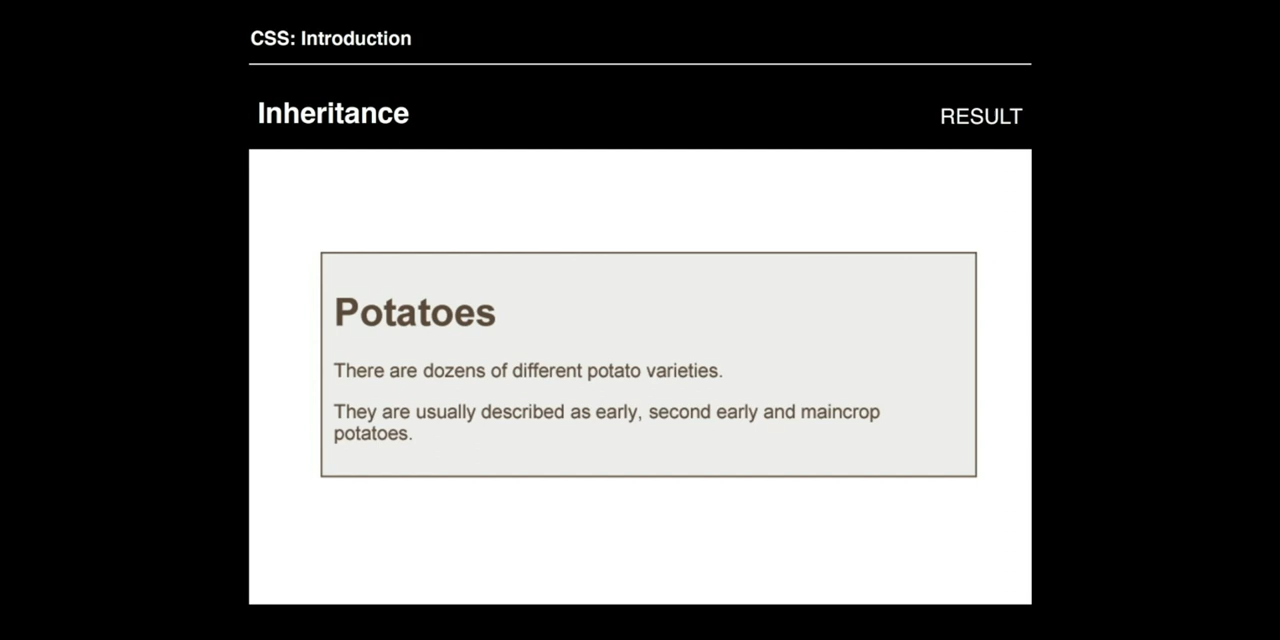 CSS: Introduction
Inheritance
RESULT
Potatoes
There are dozens of different potato varieties.
They are usually described as early, second early and maincrop
potatoes.